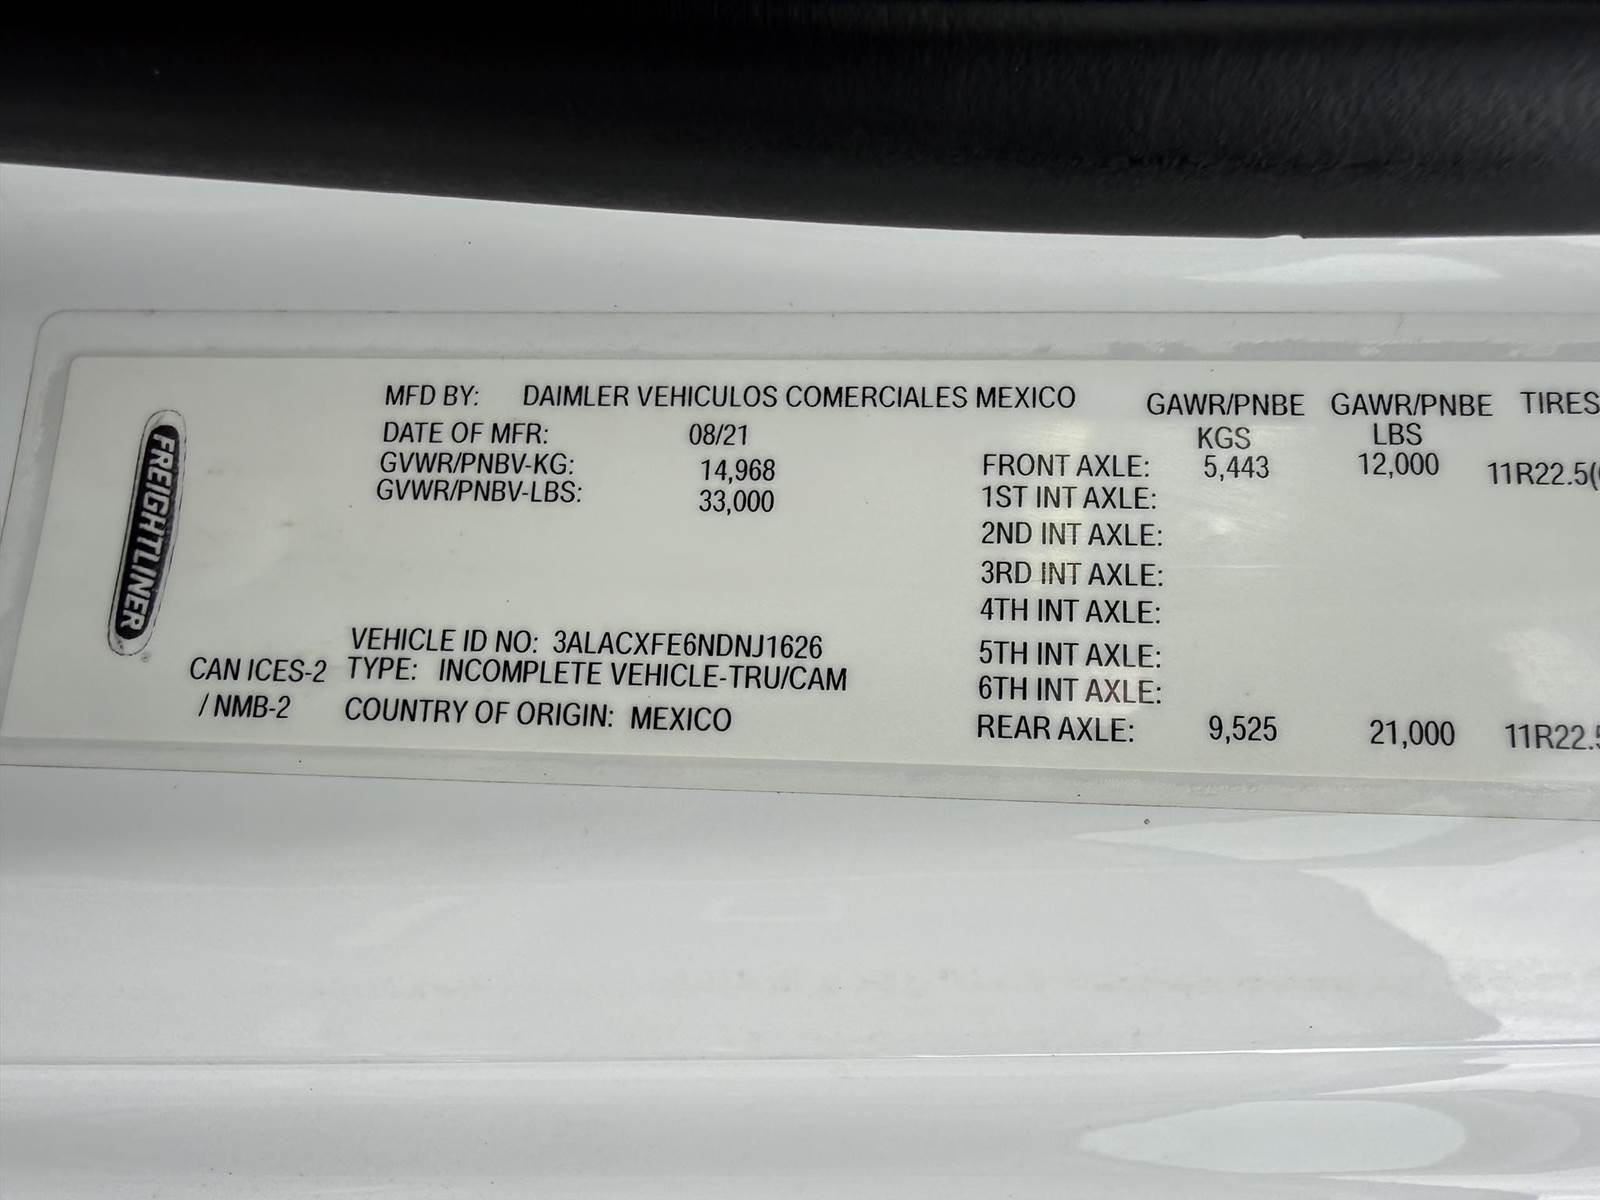 FREIGHTLINER
MFD BY: DAIMLER VEHICULOS COMERCIALES MEXICO
DATE OF MFR: 08/21
GVWR/PNBV-KG: 14,968
GVWR/PNBV-LBS: 33,000
VEHICLE ID NO: 3ALACXFE6NDNJ1626
CAN ICES-2 TYPE: INCOMPLETE VEHICLE-TRU/CAM
/ NMB-2 COUNTRY OF ORIGIN: MEXICO
GAWR/PNBE GAWR/PNBE TIRES
KGS LBS
FRONT AXLE: 5,443 12,000 11R22.5(
1ST INT AXLE:
2ND INT AXLE:
3RD INT AXLE:
4TH INT AXLE:
5TH INT AXLE:
6TH INT AXLE:
REAR AXLE: 9,525 21,000 11R22.5